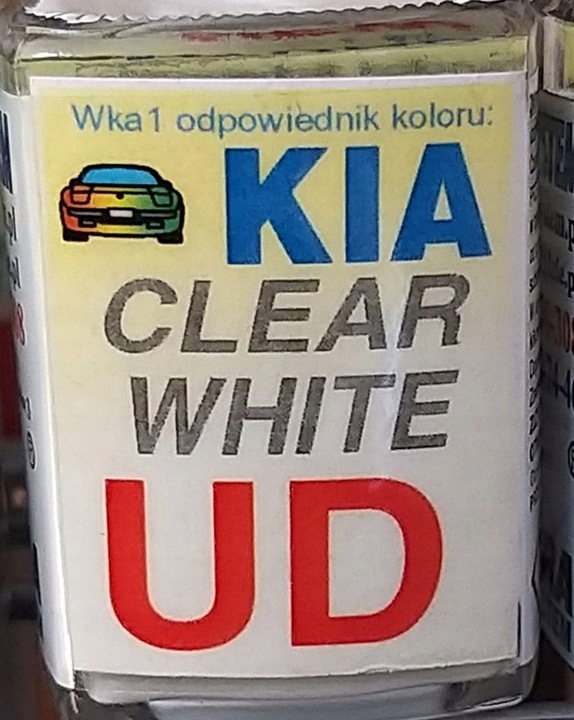 Wka1 odpowiednik koloru:
KIA
CLEAR
WHITE
UD